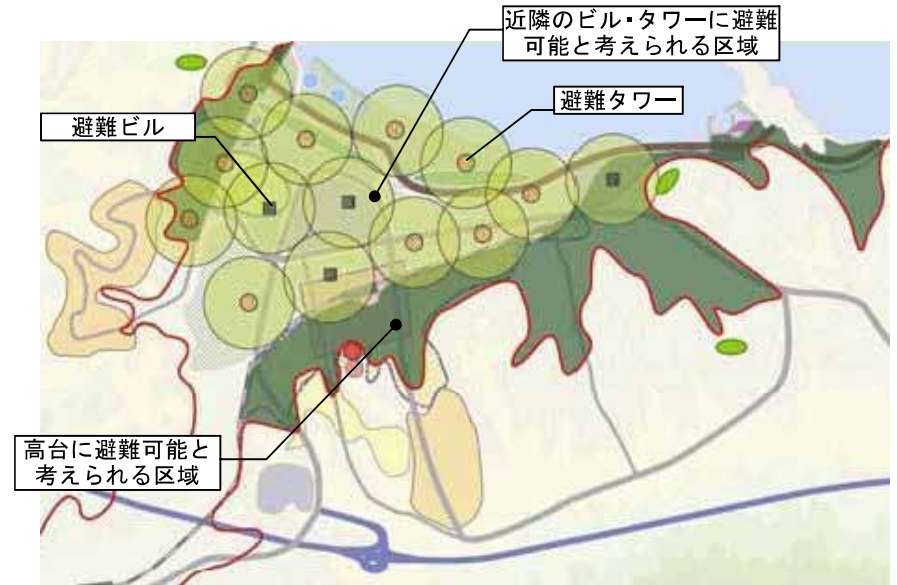 近隣のビル・タワーに避難
可能と考えられる区域
避難タワー
避難ビル
高台に避難可能と
考えられる区域